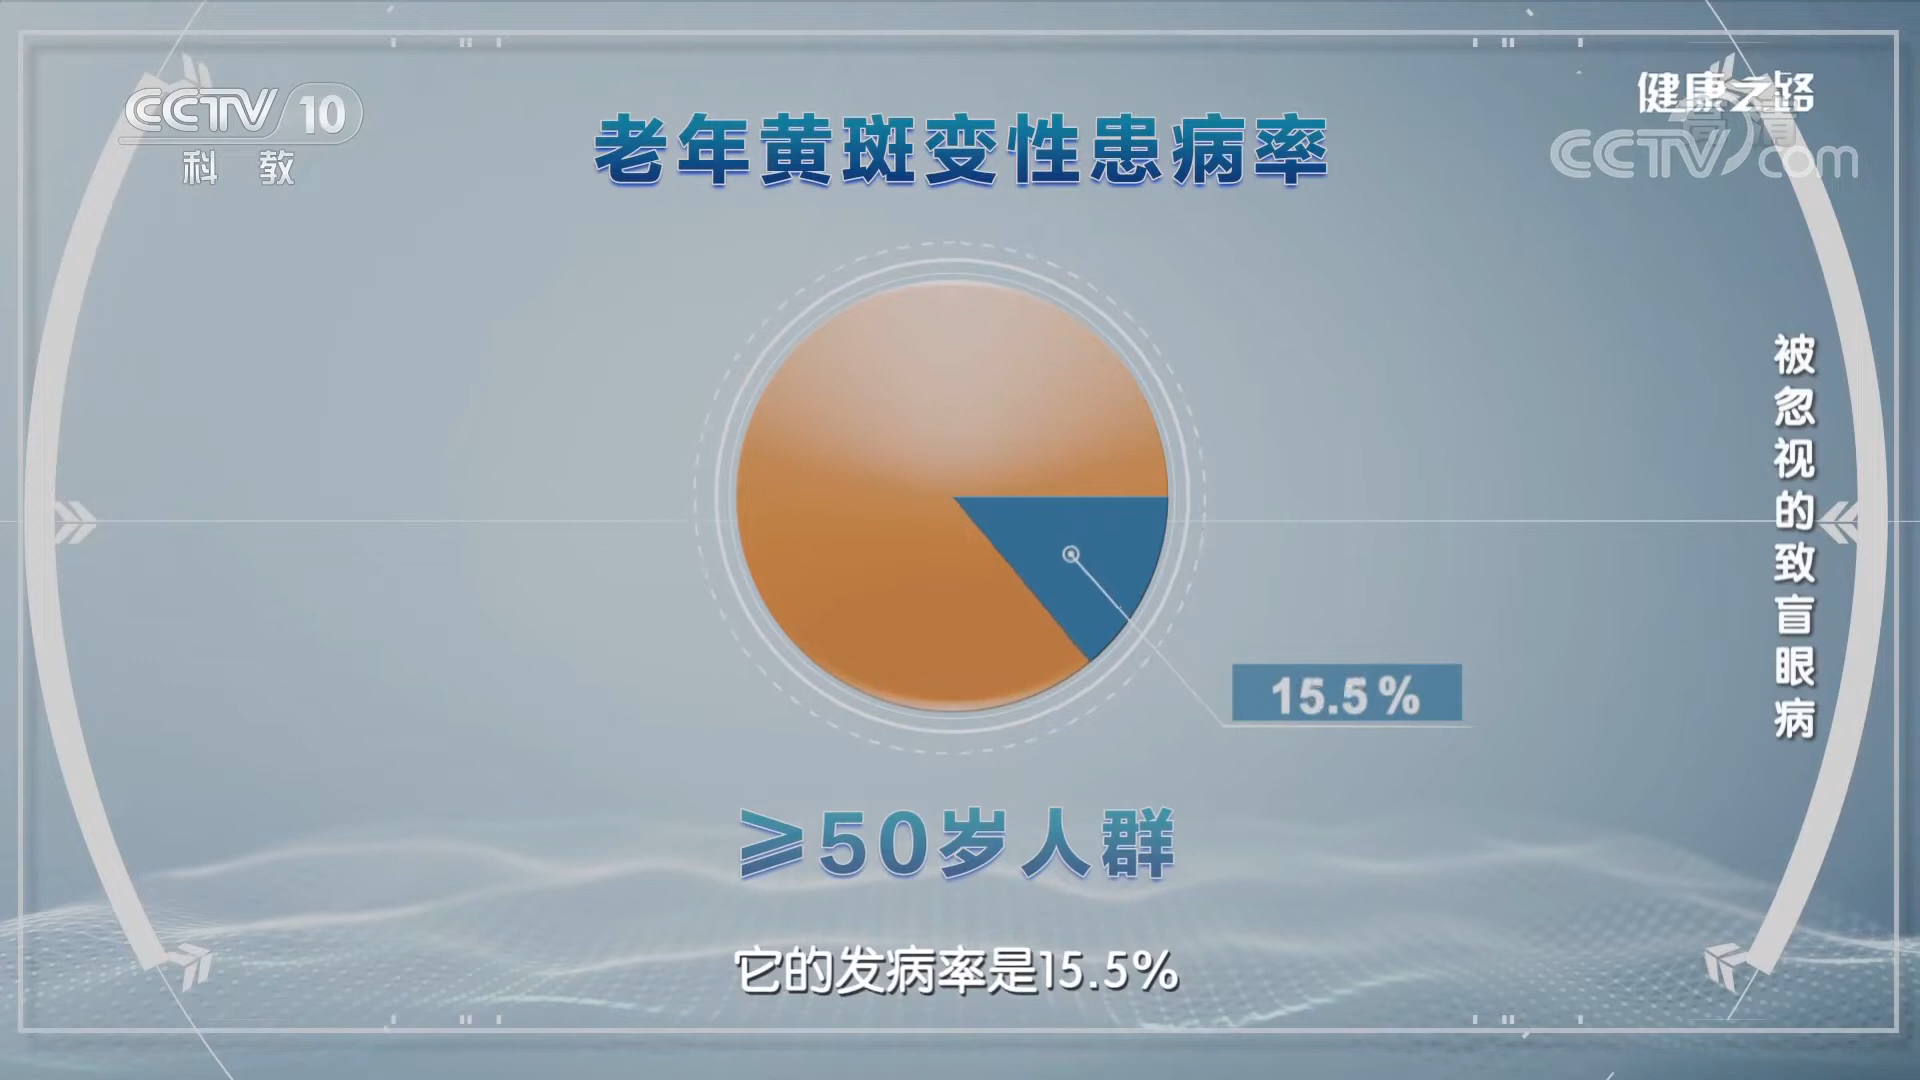 CCTV 10
科教
健康之路
高清
CCTV.com
老年黄斑变性患病率
15.5%
≥50岁人群
被忽视的致盲眼病
它的发病率是15.5%